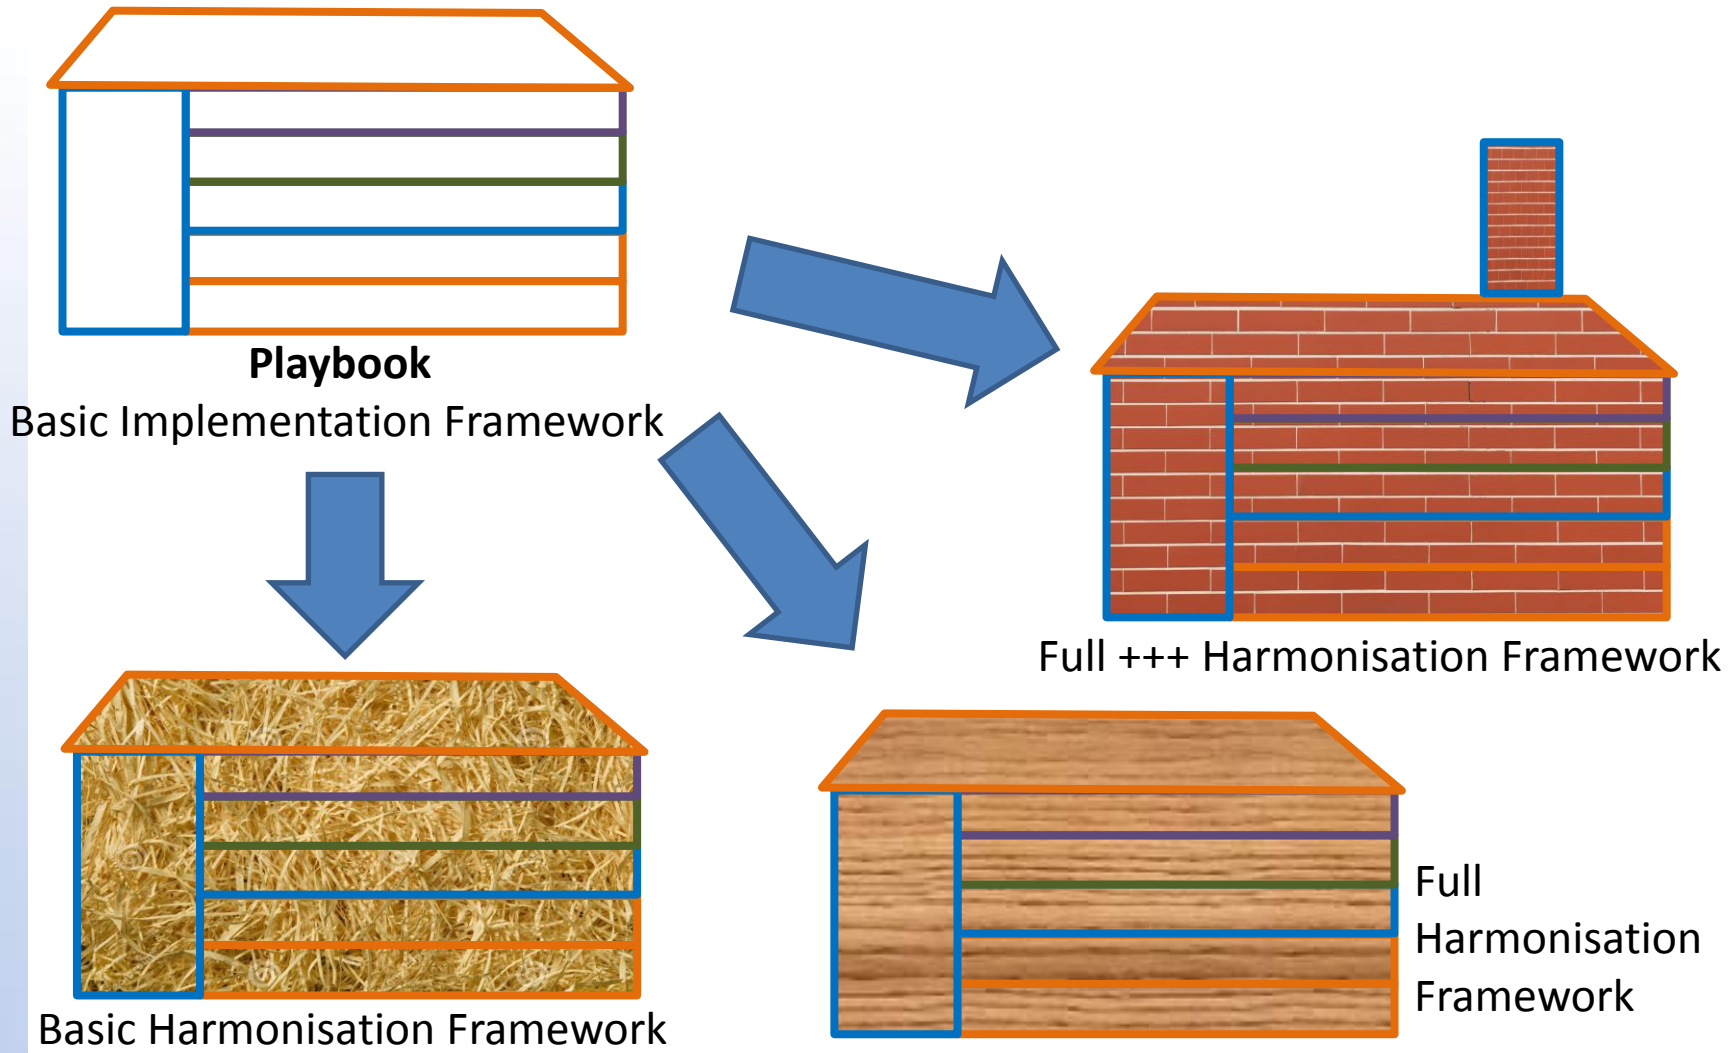 Playbook
Basic Implementation Framework
Full +++ Harmonisation Framework
Full
Harmonisation
Framework
Basic Harmonisation Framework